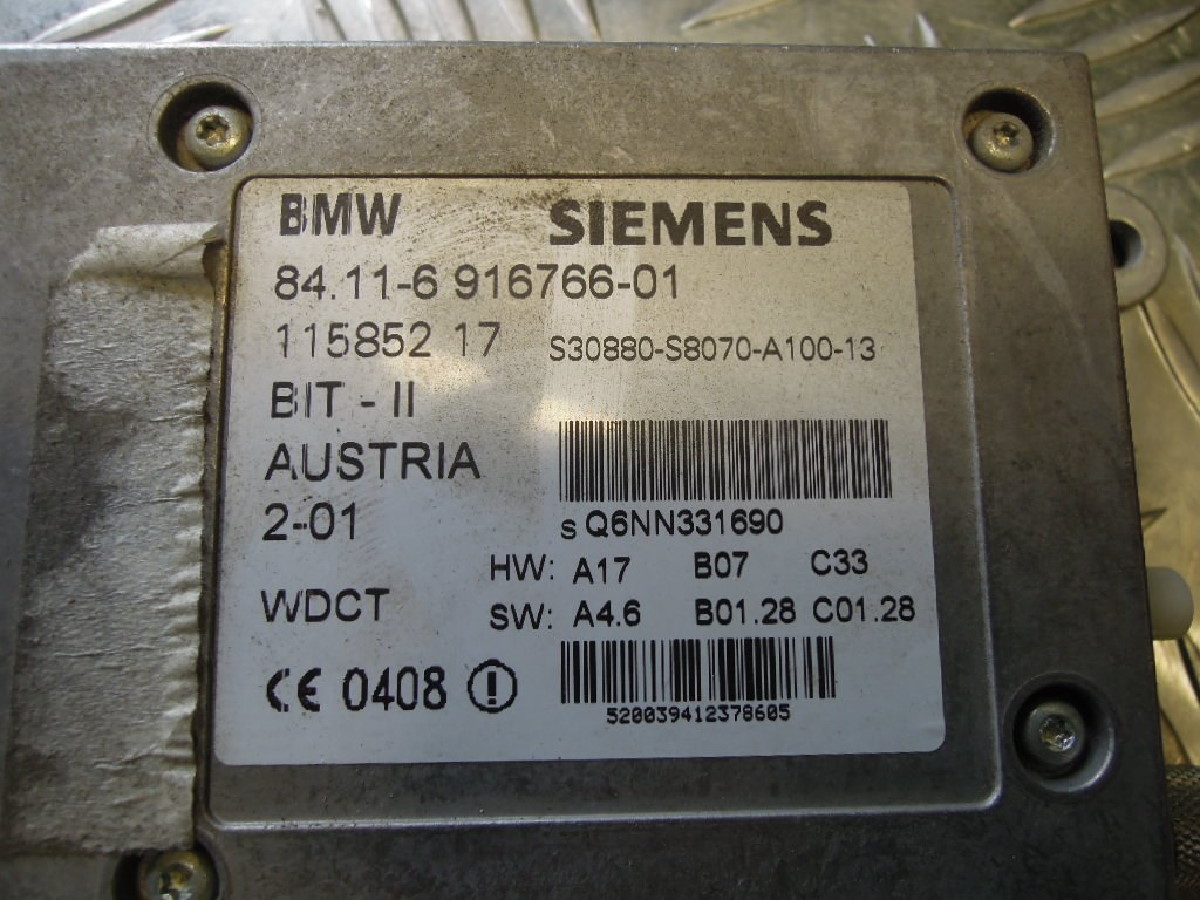 BMW SIEMENS
84.11-6 916766-01
115852 17 S30880-S8070-A100-13
BIT - II
AUSTRIA
2-01 s Q6NN331690
HW: A17 B07 C33
WDCT SW: A4.6 B01.28 C01.28
CE 0408
520039412378605